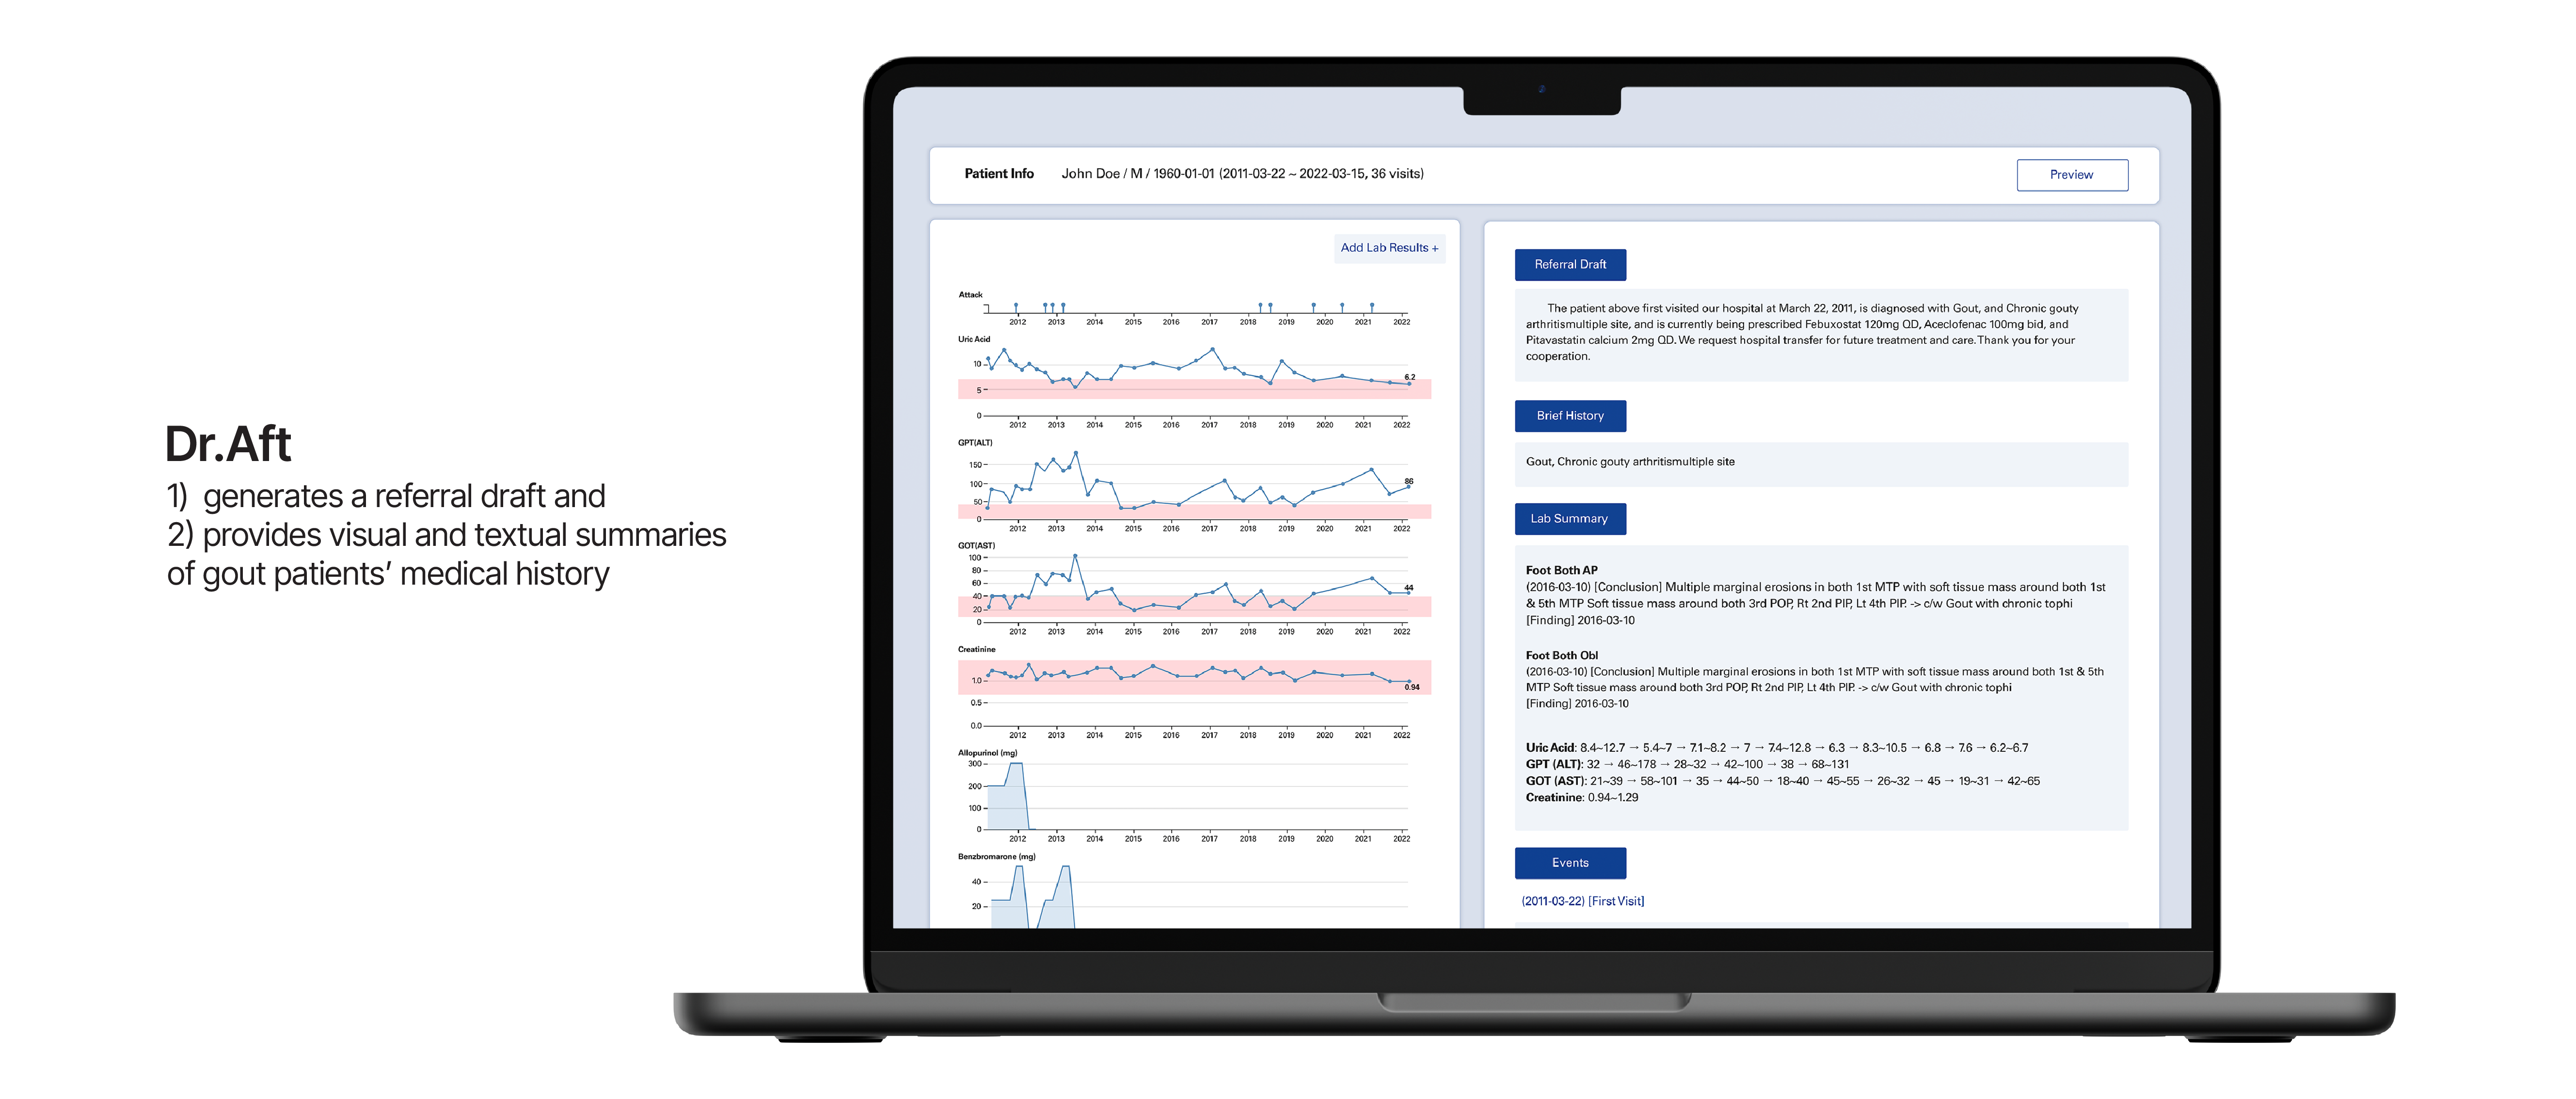 Dr.Aft
1) generates a referral draft and
2) provides visual and textual summaries
of gout patients' medical history
Patient Info John Doe / M / 1960-01-01 (2011-03-22 ~ 2022-03-15, 36 visits)
Preview
Add Lab Results +
Attack
2012 2013 2014 2015 2016 2017 2018 2019 2020 2021 2022
Uric Acid
10
6.2
5
0
2012 2013 2014 2015 2016 2017 2018 2019 2020 2021 2022
GPT(ALT)
150
100
86
50
0
2012 2013 2014 2015 2016 2017 2018 2019 2020 2021 2022
GOT(AST)
100
80
60
44
40
20
0
2012 2013 2014 2015 2016 2017 2018 2019 2020 2021 2022
Creatinine
1.0
0.94
0.5
0.0
2012 2013 2014 2015 2016 2017 2018 2019 2020 2021 2022
Allopurinol (mg)
300
200
100
0
2012 2013 2014 2015 2016 2017 2018 2019 2020 2021 2022
Benzbromarone (mg)
40
20
Referral Draft
The patient above first visited our hospital at March 22, 2011, is diagnosed with Gout, and Chronic gouty
arthritismultiple site, and is currently being prescribed Febuxostat 120mg QD, Aceclofenac 100mg bid, and
Pitavastatin calcium 2mg QD. We request hospital transfer for future treatment and care. Thank you for your
cooperation.
Brief History
Gout, Chronic gouty arthritismultiple site
Lab Summary
Foot Both AP
(2016-03-10) [Conclusion] Multiple marginal erosions in both 1st MTP with soft tissue mass around both 1st
& 5th MTP Soft tissue mass around both 3rd POP, Rt 2nd PIP, Lt 4th PIP. -> c/w Gout with chronic tophi
[Finding] 2016-03-10
Foot Both Obl
(2016-03-10) [Conclusion] Multiple marginal erosions in both 1st MTP with soft tissue mass around both 1st & 5th
MTP Soft tissue mass around both 3rd POP, Rt 2nd PIP, Lt 4th PIP. -> c/w Gout with chronic tophi
[Finding] 2016-03-10
Uric Acid: 8.4~12.7 → 5.4~7 → 7.1~8.2 → 7 → 7.4~12.8 → 6.3 → 8.3~10.5 → 6.8 → 7.6 → 6.2~6.7
GPT (ALT): 32 → 46~178 → 28~32 → 42~100 → 38 → 68~131
GOT (AST): 21~39 → 58~101 → 35 → 44~50 → 18~40 → 45~55 → 26~32 → 45 → 19~31 → 42~65
Creatinine: 0.94~1.29
Events
(2011-03-22) [First Visit]